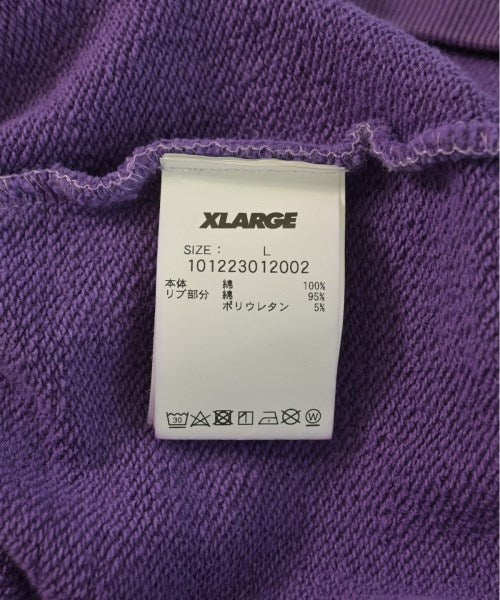 XLARGE
SIZE: L
101223012002
本体 綿 100%
リブ部分 綿 95%
ポリウレタン 5%
30 W